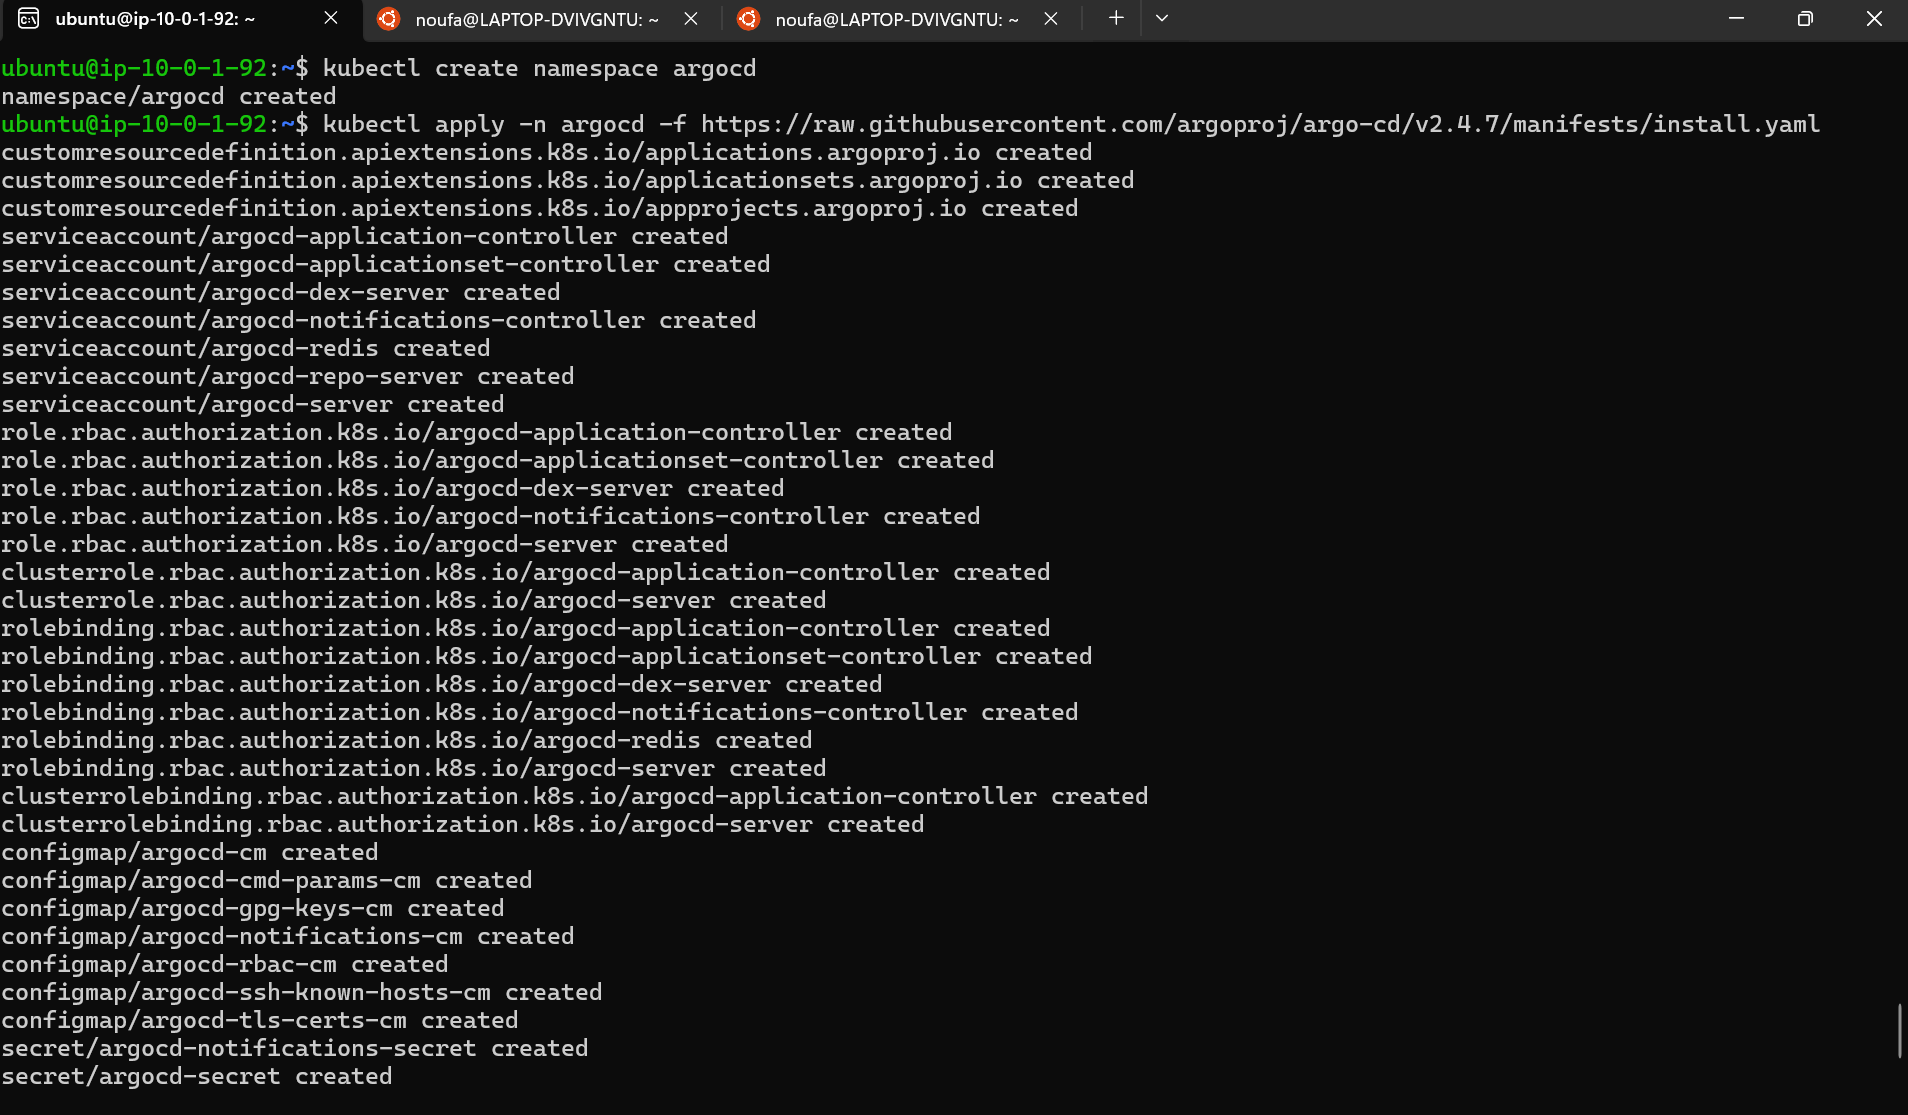 ubuntu@ip-10-0-1-92: ~
noufa@LAPTOP-DVIVGNTU: ~
noufa@LAPTOP-DVIVGNTU: ~
ubuntu@ip-10-0-1-92:~$ kubectl create namespace argocd
namespace/argocd created
ubuntu@ip-10-0-1-92:~$ kubectl apply -n argocd -f https://raw.githubusercontent.com/argoproj/argo-cd/v2.4.7/manifests/install.yaml
customresourcedefinition.apiextensions.k8s.io/applications.argoproj.io created
customresourcedefinition.apiextensions.k8s.io/applicationsets.argoproj.io created
customresourcedefinition.apiextensions.k8s.io/appprojects.argoproj.io created
serviceaccount/argocd-application-controller created
serviceaccount/argocd-applicationset-controller created
serviceaccount/argocd-dex-server created
serviceaccount/argocd-notifications-controller created
serviceaccount/argocd-redis created
serviceaccount/argocd-repo-server created
serviceaccount/argocd-server created
role.rbac.authorization.k8s.io/argocd-application-controller created
role.rbac.authorization.k8s.io/argocd-applicationset-controller created
role.rbac.authorization.k8s.io/argocd-dex-server created
role.rbac.authorization.k8s.io/argocd-notifications-controller created
role.rbac.authorization.k8s.io/argocd-server created
clusterrole.rbac.authorization.k8s.io/argocd-application-controller created
clusterrole.rbac.authorization.k8s.io/argocd-server created
rolebinding.rbac.authorization.k8s.io/argocd-application-controller created
rolebinding.rbac.authorization.k8s.io/argocd-applicationset-controller created
rolebinding.rbac.authorization.k8s.io/argocd-dex-server created
rolebinding.rbac.authorization.k8s.io/argocd-notifications-controller created
rolebinding.rbac.authorization.k8s.io/argocd-redis created
rolebinding.rbac.authorization.k8s.io/argocd-server created
clusterrolebinding.rbac.authorization.k8s.io/argocd-application-controller created
clusterrolebinding.rbac.authorization.k8s.io/argocd-server created
configmap/argocd-cm created
configmap/argocd-cmd-params-cm created
configmap/argocd-gpg-keys-cm created
configmap/argocd-notifications-cm created
configmap/argocd-rbac-cm created
configmap/argocd-ssh-known-hosts-cm created
configmap/argocd-tls-certs-cm created
secret/argocd-notifications-secret created
secret/argocd-secret created